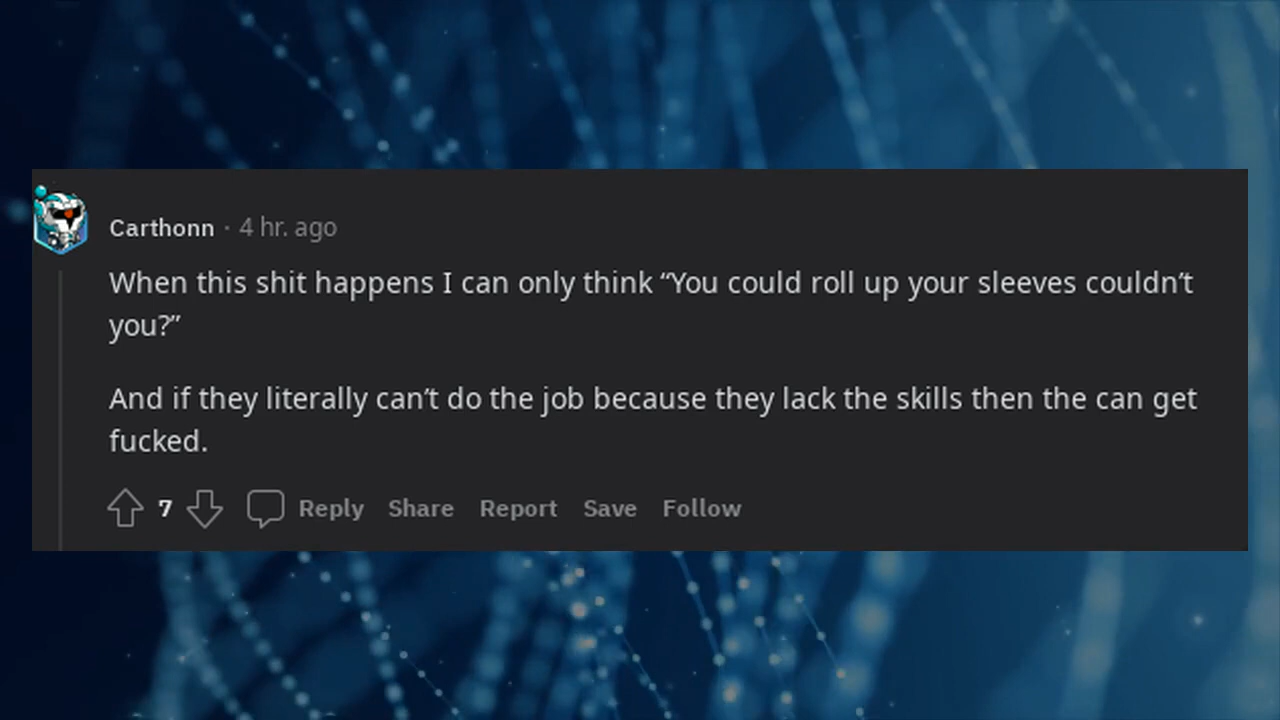 Carthonn · 4 hr. ago
When this shit happens I can only think “You could roll up your sleeves couldn’t
you?”
And if they literally can’t do the job because they lack the skills then the can get
fucked.
7 Reply Share Report Save Follow